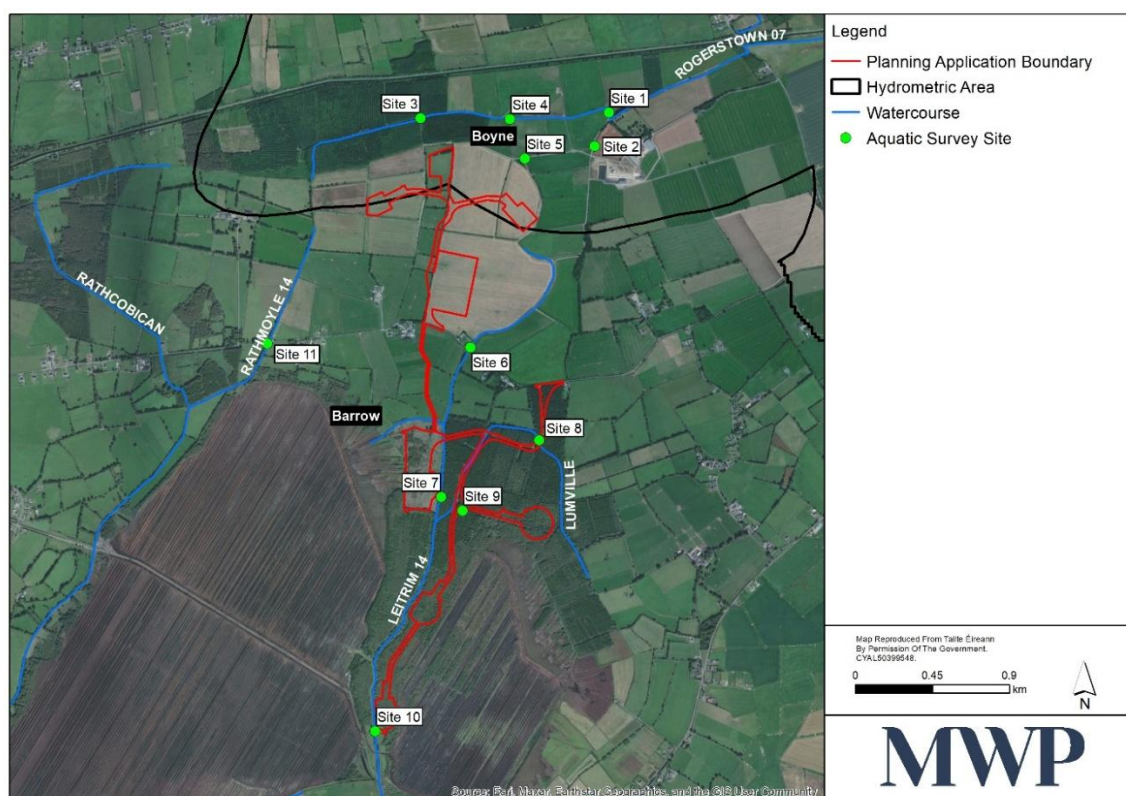 ROGERSTOWN 07
Site 1
Site 3
Site 4
Boyne
Site 2
Site 5
RATHCOBICAN
RATHMOYLE 14
Site 11
Site 6
Barrow
Site 8
LUMVILLE
Site 7
Site 9
LEITRIM 14
Site 10
Source: Esri, Maxar, Earthstar Geographics, and the GIS User Community
Legend
Planning Application Boundary
Hydrometric Area
Watercourse
Aquatic Survey Site
Map Reproduced From Tailte Éireann
By Permission Of The Government.
CYAL50399548.
0 0.45 0.9
km
N
MWP